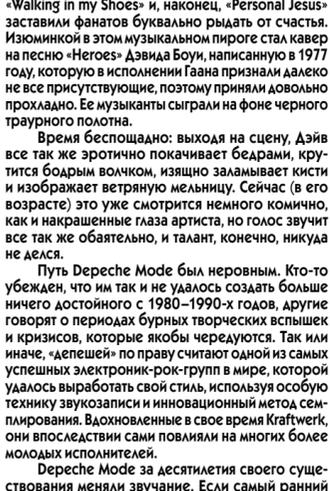 «Walking in my Shoes» и, наконец, «Personal Jesus»
заставили фанатов буквально рыдать от счастья.
Изюминкой в этом музыкальном пироге стал кавер
на песню «Heroes» Дэвида Боуи, написанную в 1977
году, которую в исполнении Гаана признали далеко
не все присутствующие, поэтому приняли довольно
прохладно. Ее музыканты сыграли на фоне черного
траурного полотна.
Время беспощадно: выходя на сцену, Дэйв
все так же эротично покачивает бедрами, кру-
тится бодрым волчком, изящно заламывает кисти
и изображает ветряную мельницу. Сейчас (в его
возрасте) это уже смотрится немного комично,
как и накрашенные глаза артиста, но голос звучит
все так же обаятельно, и талант, конечно, никуда
не делся.
Путь Depeche Mode был неровным. Кто-то
убежден, что им так и не удалось создать больше
ничего достойного с 1980–1990-х годов, другие
говорят о периодах бурных творческих вспышек
и кризисов, которые якобы чередуются. Так или
иначе, «депешей» по праву считают одной из самых
успешных электроник-рок-групп в мире, которой
удалось выработать свой стиль, используя особую
технику звукозаписи и инновационный метод сем-
плирования. Вдохновленные в свое время Kraftwerk,
они впоследствии сами повлияли на многих более
молодых исполнителей.
Depeche Mode за десятилетия своего суще-
ствования меняли звучание. Если самый ранний